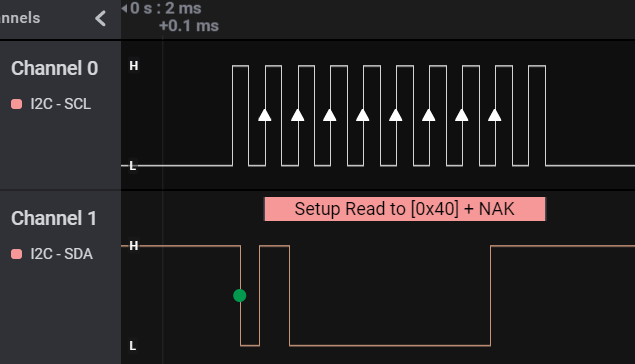 nnels
0 s : 2 ms
+0.1 ms
Channel 0
I2C - SCL
H
L
Channel 1
I2C - SDA
Setup Read to [0x40] + NAK
H
L